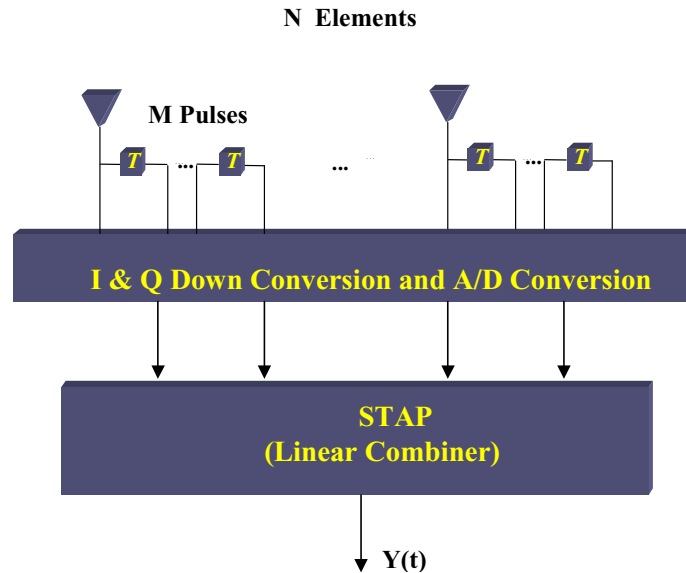 N Elements
M Pulses
T ... T ... T ... T
...
I & Q Down Conversion and A/D Conversion
STAP
(Linear Combiner)
Y(t)